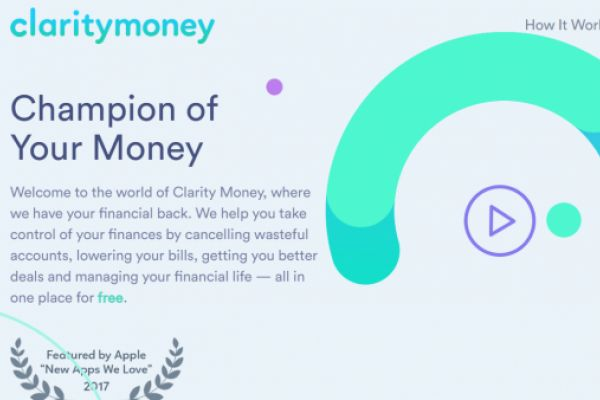 claritymoney
How It Work
Champion of
Your Money
Welcome to the world of Clarity Money, where
we have your financial back. We help you take
control of your finances by cancelling wasteful
accounts, lowering your bills, getting you better
deals and managing your financial life — all in
one place for free.
Featured by Apple
"New Apps We Love"
2017